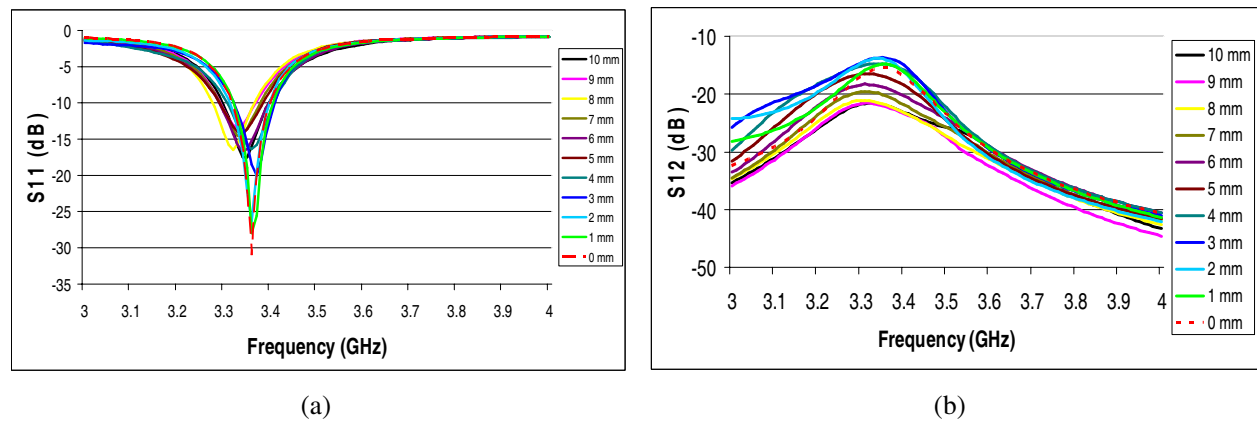 0
-5
-10
-15
-20
-25
-30
-35
S11 (dB)
3 3.1 3.2 3.3 3.4 3.5 3.6 3.7 3.8 3.9 4
Frequency (GHz)
10 mm
9 mm
8 mm
7 mm
6 mm
5 mm
4 mm
3 mm
2 mm
1 mm
0 mm
(a)
-10
-20
-30
-40
-50
S12 (dB)
3 3.1 3.2 3.3 3.4 3.5 3.6 3.7 3.8 3.9 4
Frequency (GHz)
10 mm
9 mm
8 mm
7 mm
6 mm
5 mm
4 mm
3 mm
2 mm
1 mm
0 mm
(b)